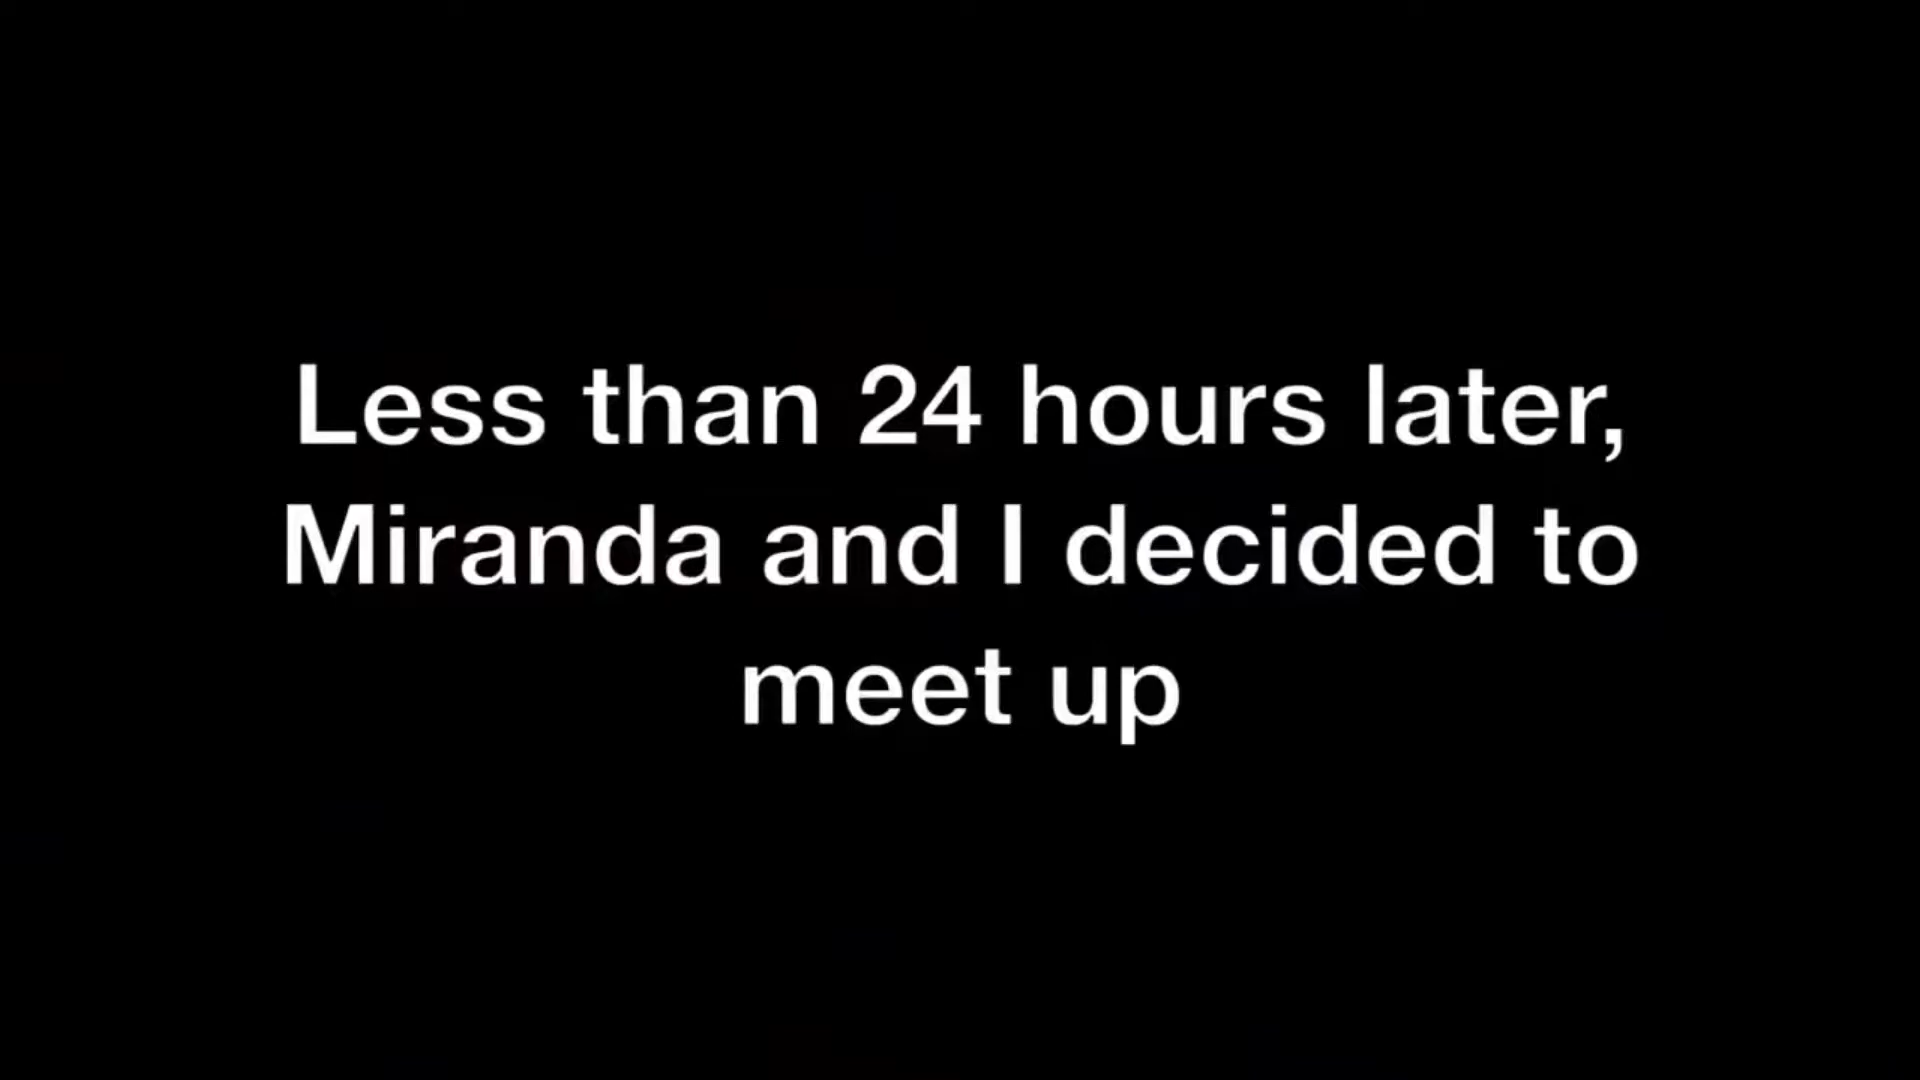 Less than 24 hours later,
Miranda and I decided to
meet up